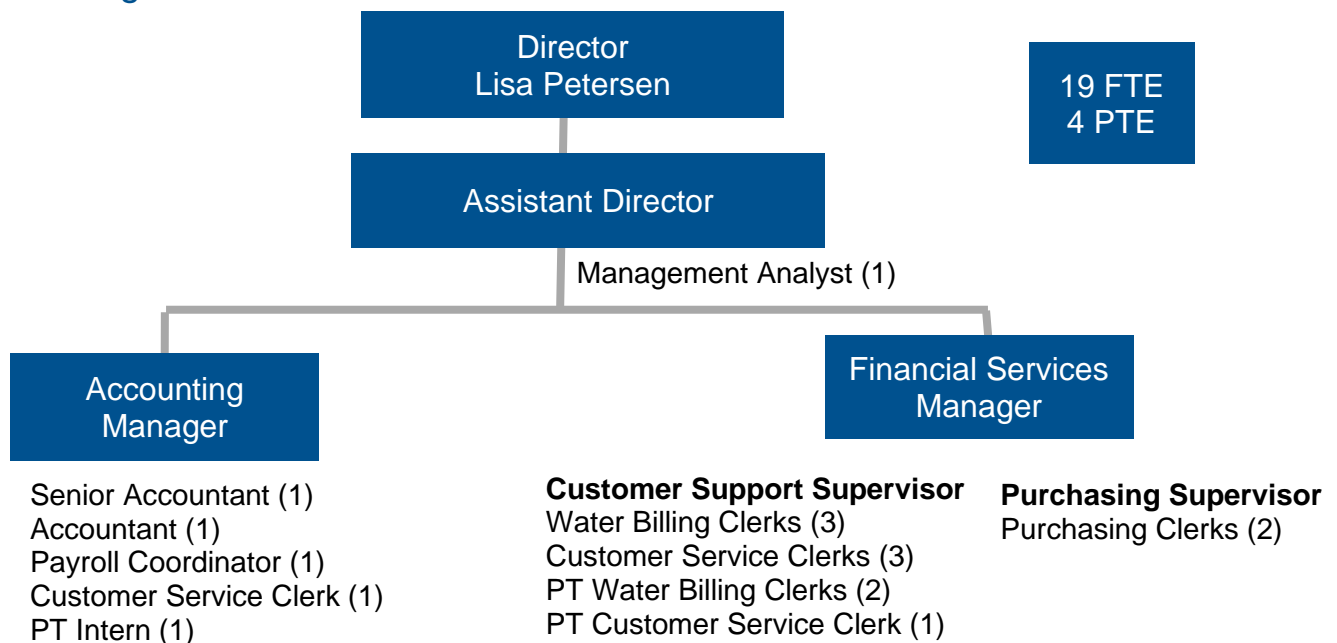 Director
Lisa Petersen
19 FTE
4 PTE
Assistant Director
Management Analyst (1)
Accounting
Manager
Financial Services
Manager
Senior Accountant (1)
Accountant (1)
Payroll Coordinator (1)
Customer Service Clerk (1)
PT Intern (1)
Customer Support Supervisor
Water Billing Clerks (3)
Customer Service Clerks (3)
PT Water Billing Clerks (2)
PT Customer Service Clerk (1)
Purchasing Supervisor
Purchasing Clerks (2)